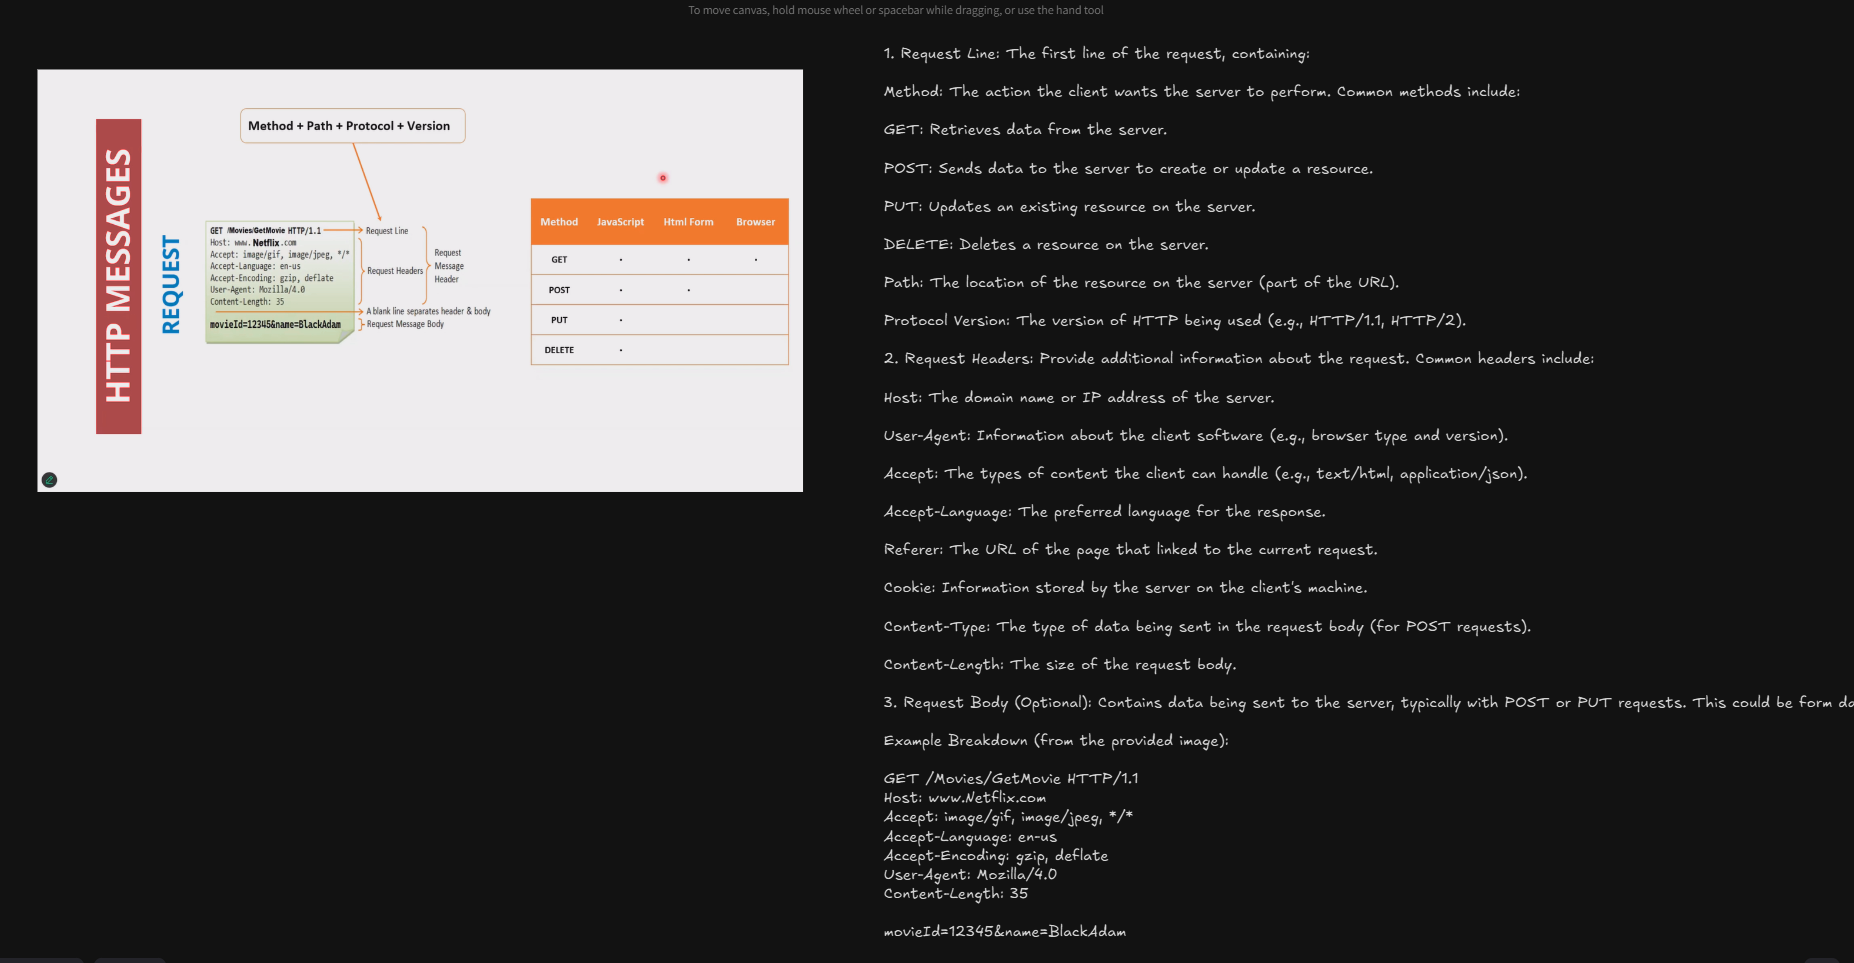 To move canvas, hold mouse wheel or spacebar while dragging, or use the hand tool
HTTP MESSAGES
REQUEST
Method + Path + Protocol + Version
GET /Movies/GetMovie HTTP/1.1
Host: www.Netflix.com
Accept: image/gif, image/jpeg, */*
Accept-Language: en-us
Accept-Encoding: gzip, deflate
User-Agent: Mozilla/4.0
Content-Length: 35
movieId=12345&name=BlackAdam
Request Line
Request Headers
Request
Message
Header
A blank line separates header & body
Request Message Body
Method JavaScript Html Form Browser
GET • • •
POST • •
PUT •
DELETE •
1. Request Line: The first line of the request, containing:
Method: The action the client wants the server to perform. Common methods include:
GET: Retrieves data from the server.
POST: Sends data to the server to create or update a resource.
PUT: Updates an existing resource on the server.
DELETE: Deletes a resource on the server.
Path: The location of the resource on the server (part of the URL).
Protocol Version: The version of HTTP being used (e.g., HTTP/1.1, HTTP/2).
2. Request Headers: Provide additional information about the request. Common headers include:
Host: The domain name or IP address of the server.
User-Agent: Information about the client software (e.g., browser type and version).
Accept: The types of content the client can handle (e.g., text/html, application/json).
Accept-Language: The preferred language for the response.
Referer: The URL of the page that linked to the current request.
Cookie: Information stored by the server on the client's machine.
Content-Type: The type of data being sent in the request body (for POST requests).
Content-Length: The size of the request body.
3. Request Body (Optional): Contains data being sent to the server, typically with POST or PUT requests. This could be form
Example Breakdown (from the provided image):
GET /Movies/GetMovie HTTP/1.1
Host: www.Netflix.com
Accept: image/gif, image/jpeg, */*
Accept-Language: en-us
Accept-Encoding: gzip, deflate
User-Agent: Mozilla/4.0
Content-Length: 35
movieId=12345&name=BlackAdam